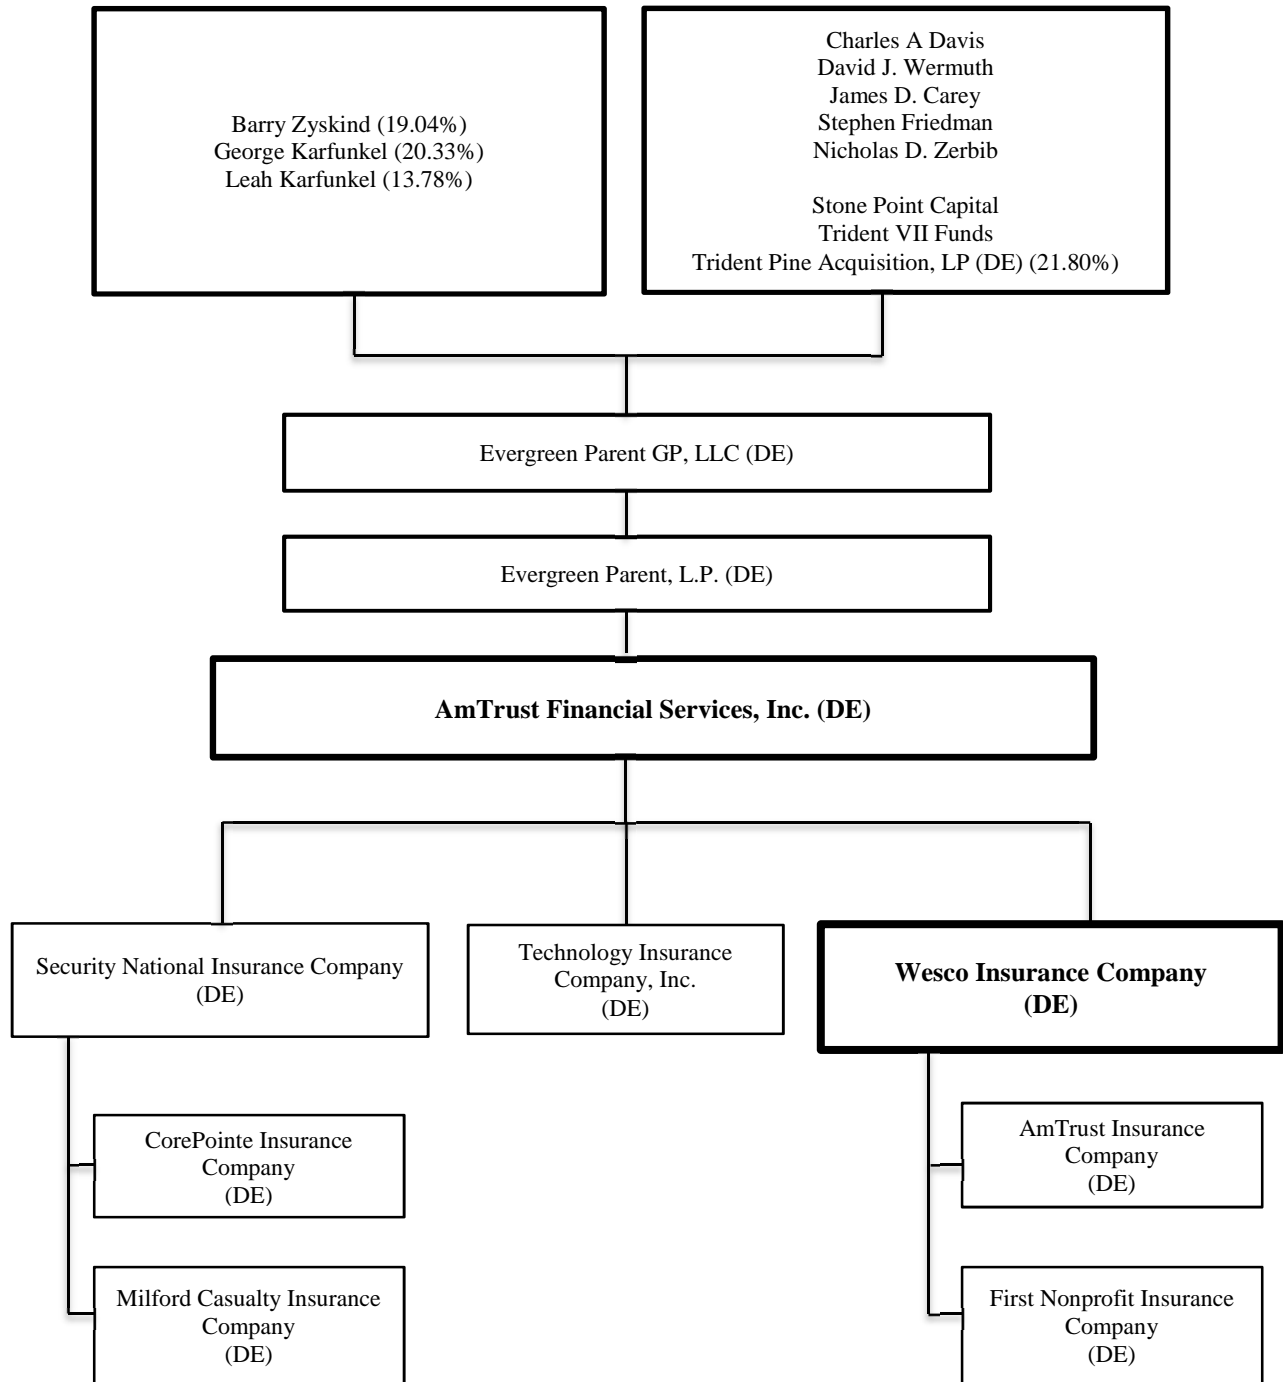 Barry Zyskind (19.04%)
George Karfunkel (20.33%)
Leah Karfunkel (13.78%)
Charles A Davis
David J. Wermuth
James D. Carey
Stephen Friedman
Nicholas D. Zerbib
Stone Point Capital
Trident VII Funds
Trident Pine Acquisition, LP (DE) (21.80%)
Evergreen Parent GP, LLC (DE)
Evergreen Parent, L.P. (DE)
AmTrust Financial Services, Inc. (DE)
Security National Insurance Company
(DE)
Technology Insurance
Company, Inc.
(DE)
Wesco Insurance Company
(DE)
CorePointe Insurance
Company
(DE)
AmTrust Insurance
Company
(DE)
Milford Casualty Insurance
Company
(DE)
First Nonprofit Insurance
Company
(DE)